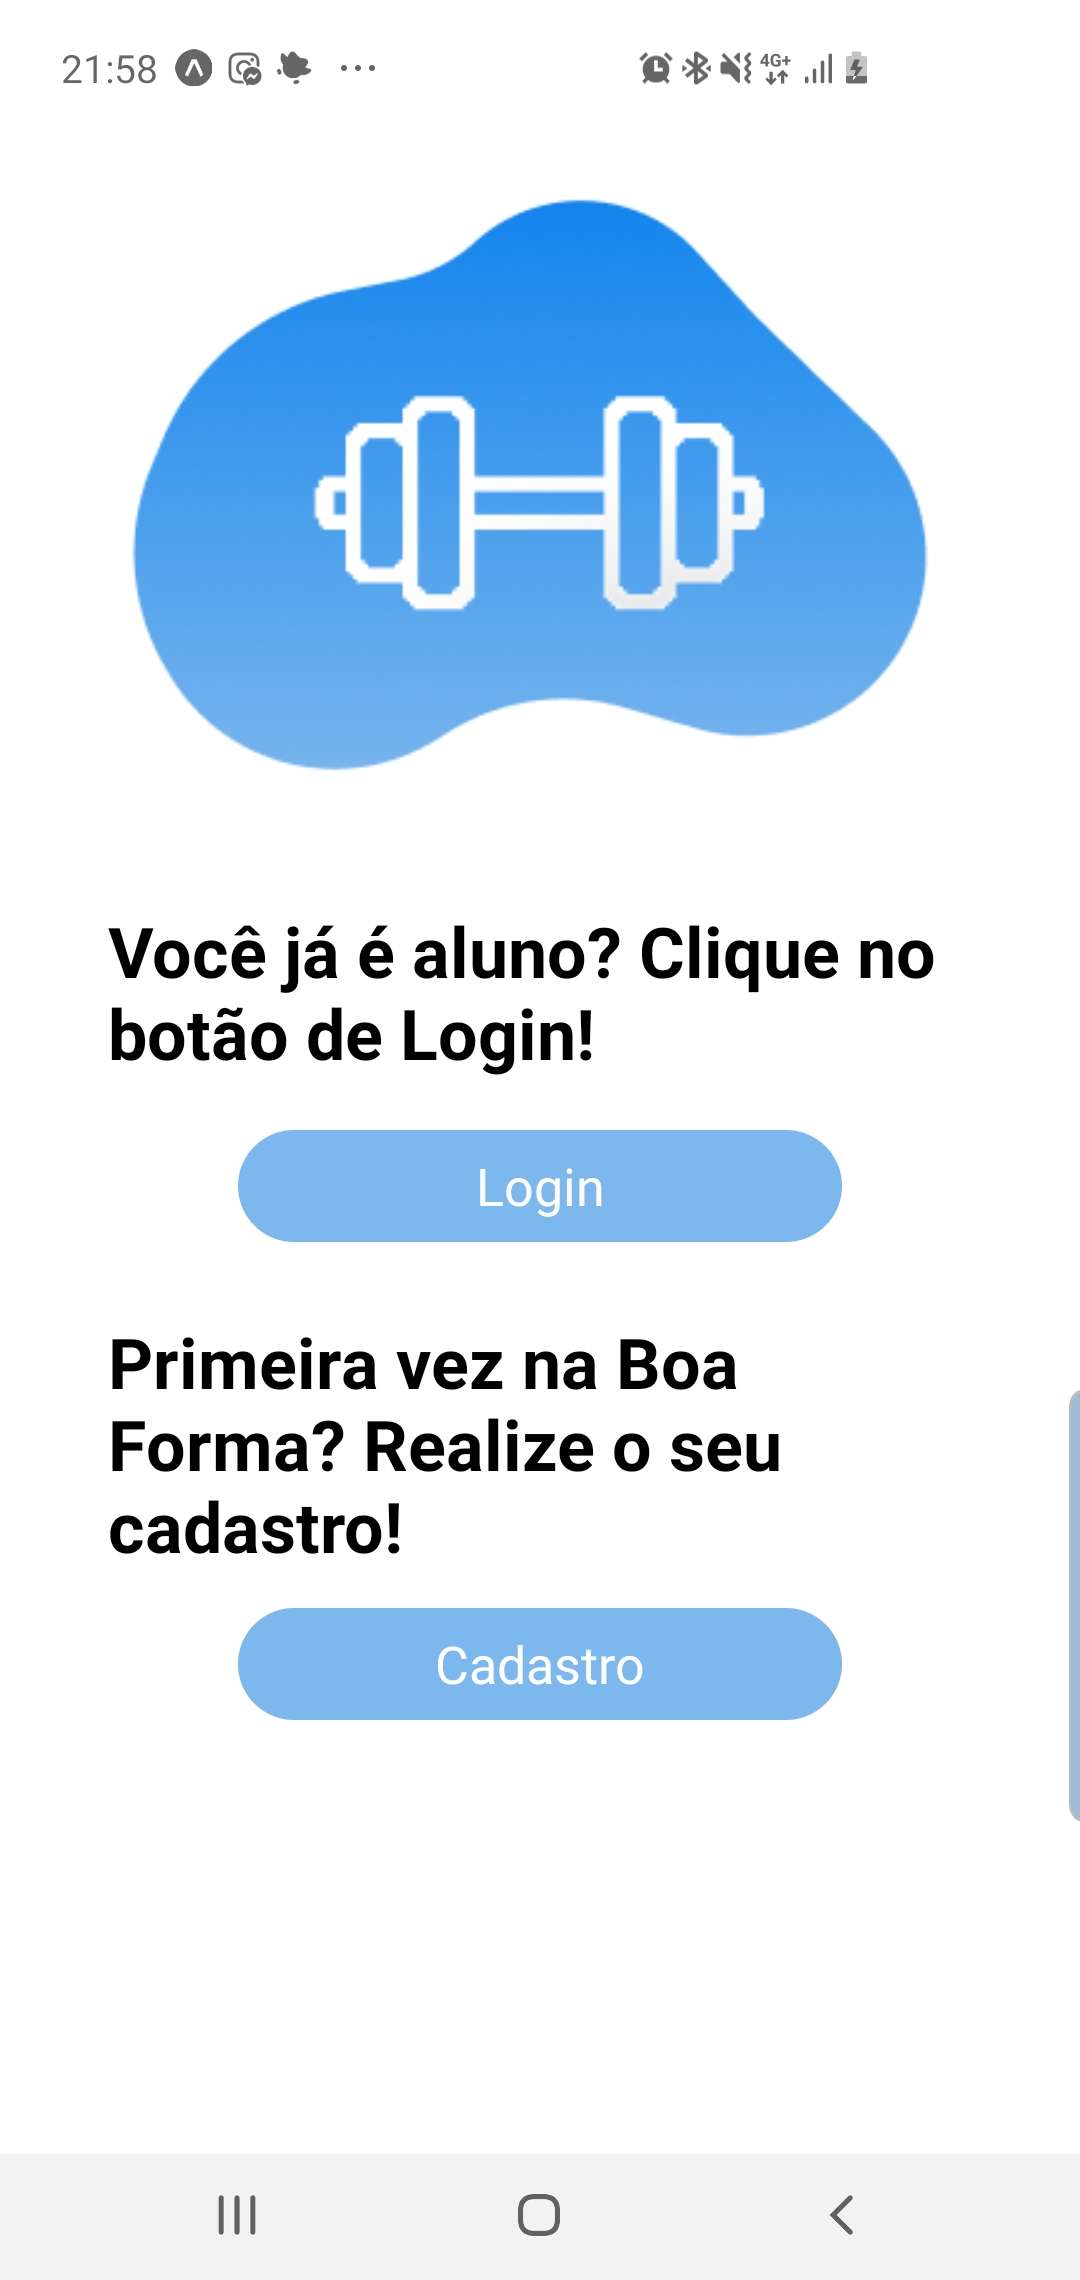 21:58
4G+
Você já é aluno? Clique no
botão de Login!
Login
Primeira vez na Boa
Forma? Realize o seu
cadastro!
Cadastro